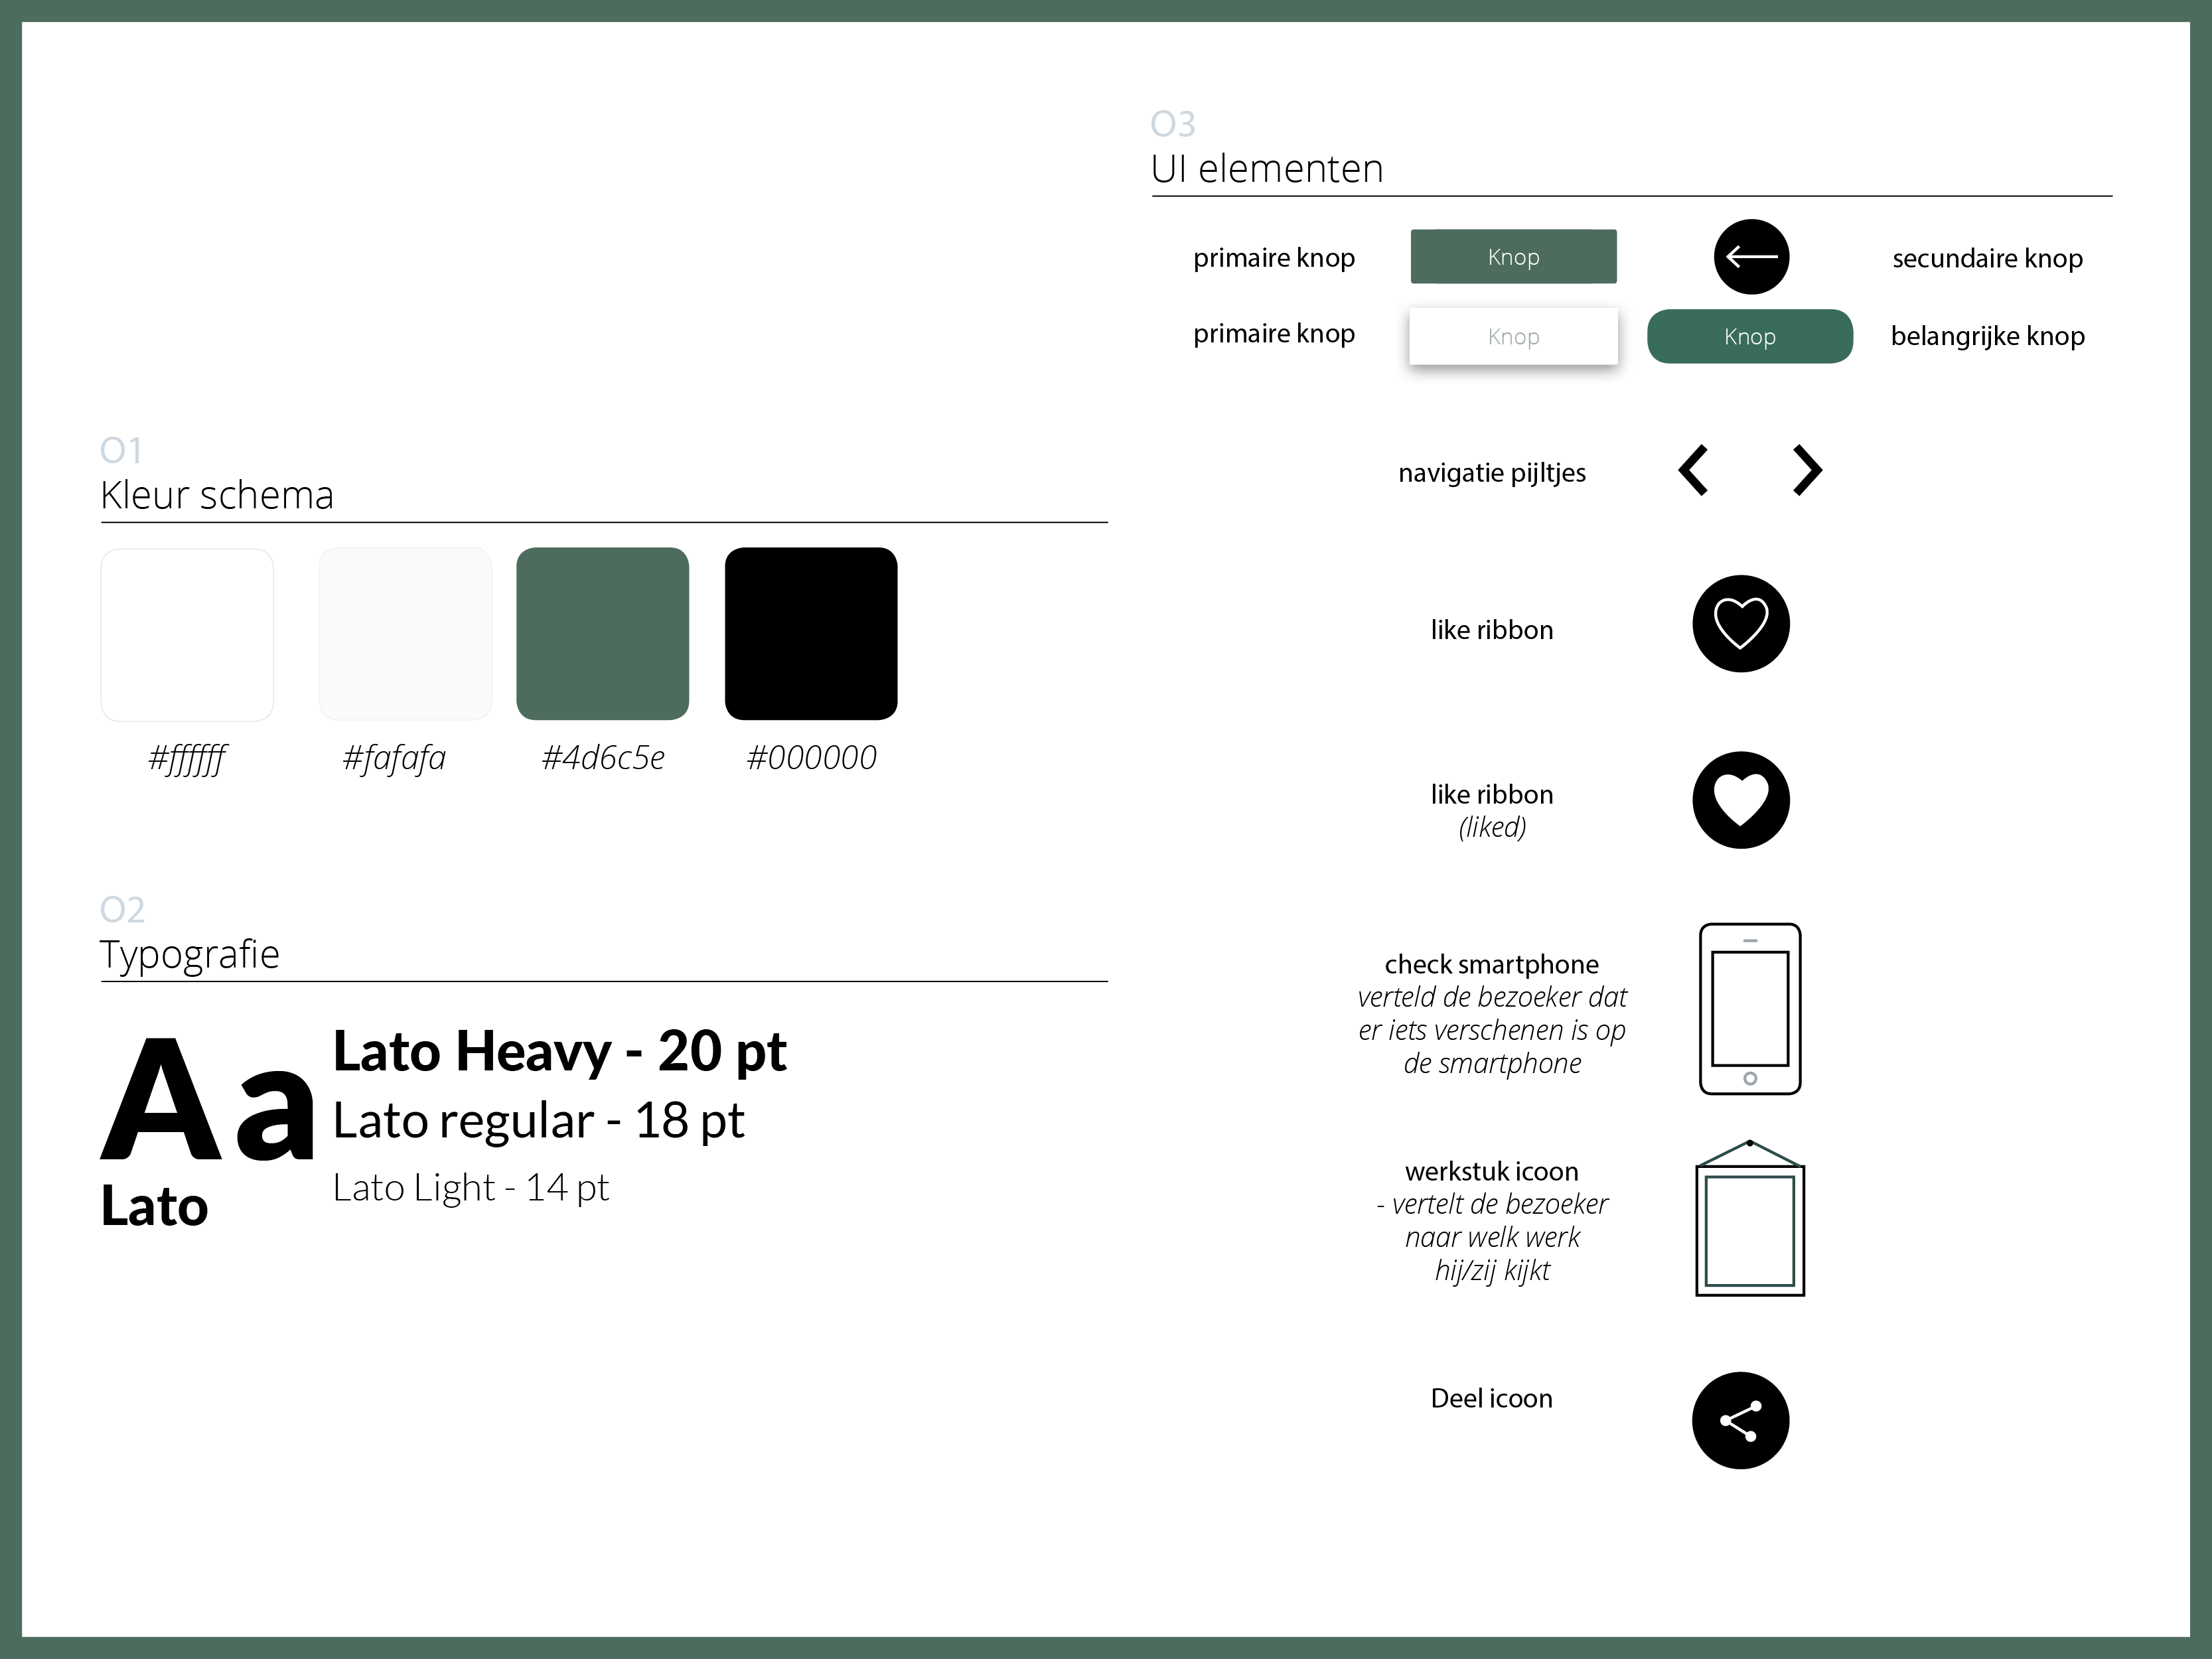 01
Kleur schema
#ffffff
#fafafa
#4d6c5e
#000000
02
Typografie
Aa
Lato
Lato Heavy - 20 pt
Lato regular - 18 pt
Lato Light - 14 pt
03
UI elementen
primaire knop
Knop
secundaire knop
primaire knop
Knop
Knop
belangrijke knop
navigatie pijltjes
like ribbon
like ribbon
(liked)
check smartphone
verteld de bezoeker dat
er iets verschenen is op
de smartphone
werkstuk icoon
- vertelt de bezoeker
naar welk werk
hij/zij kijkt
Deel icoon